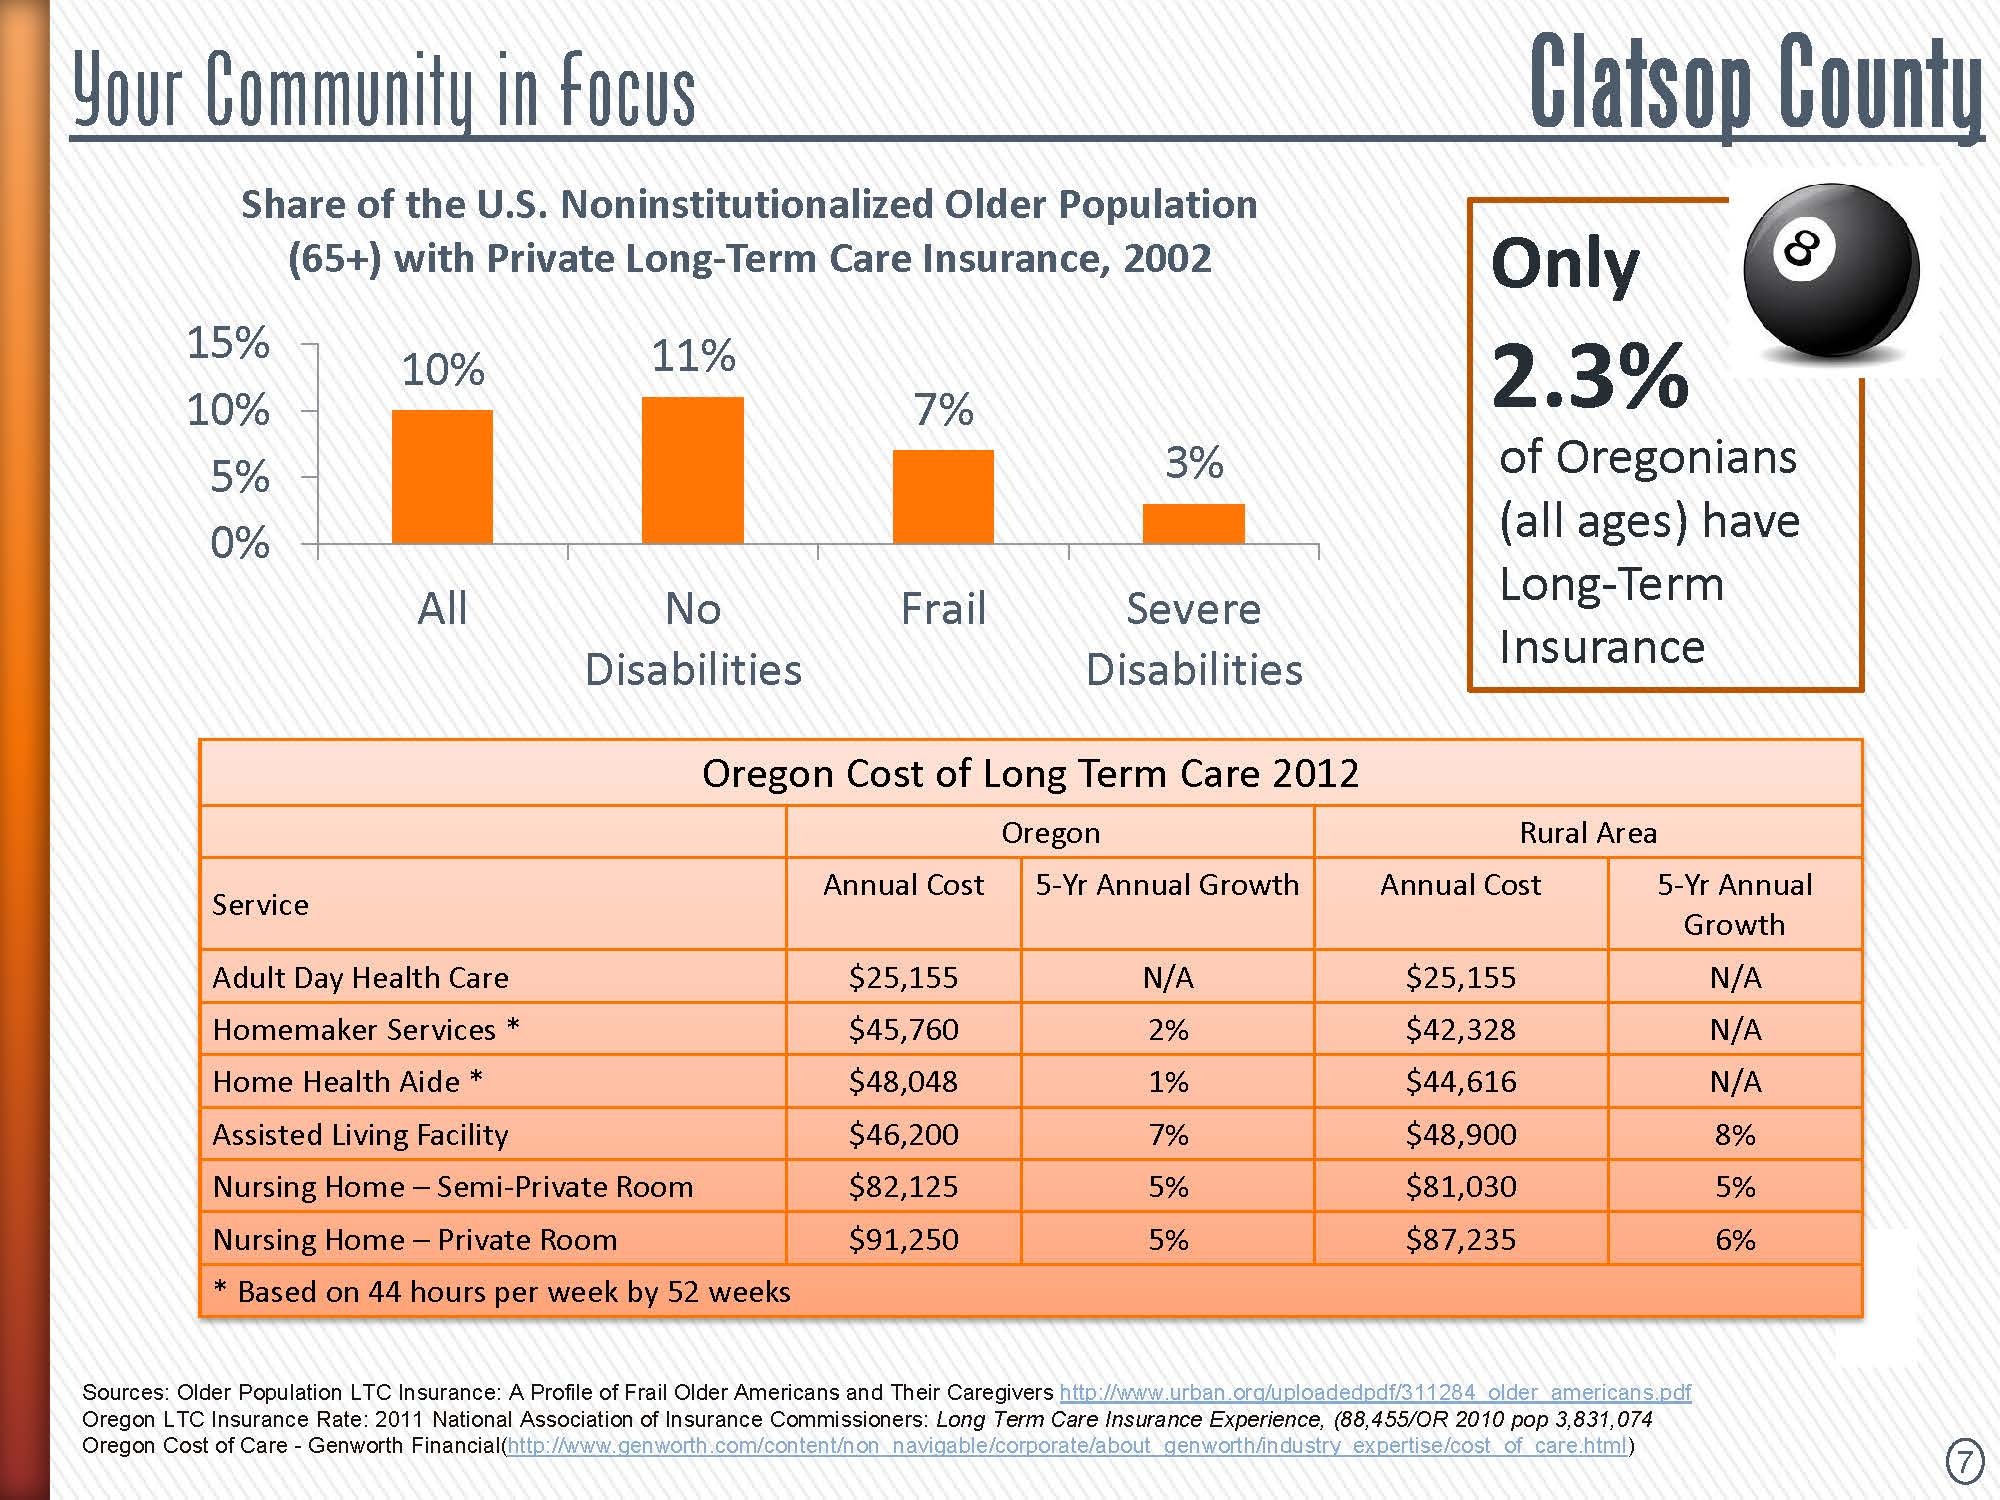 Your Community in Focus
Clatsop County
Share of the U.S. Noninstitutionalized Older Population
(65+) with Private Long-Term Care Insurance, 2002
15%
10%
5%
0%
10%
11%
7%
3%
All
No
Disabilities
Frail
Severe
Disabilities
8
Only
2.3%
of Oregonians
(all ages) have
Long-Term
Insurance
Oregon Cost of Long Term Care 2012
Oregon Rural Area
Service Annual Cost 5-Yr Annual Growth Annual Cost 5-Yr Annual
Growth
Adult Day Health Care $25,155 N/A $25,155 N/A
Homemaker Services * $45,760 2% $42,328 N/A
Home Health Aide * $48,048 1% $44,616 N/A
Assisted Living Facility $46,200 7% $48,900 8%
Nursing Home – Semi-Private Room $82,125 5% $81,030 5%
Nursing Home – Private Room $91,250 5% $87,235 6%
* Based on 44 hours per week by 52 weeks
Sources: Older Population LTC Insurance: A Profile of Frail Older Americans and Their Caregivers http://www.urban.org/uploadedpdf/311284_older_americans.pdf
Oregon LTC Insurance Rate: 2011 National Association of Insurance Commissioners: Long Term Care Insurance Experience, (88,455/OR 2010 pop 3,831,074
Oregon Cost of Care - Genworth Financial(http://www.genworth.com/content/non_navigable/corporate/about_genworth/industry_expertise/cost_of_care.html)
7